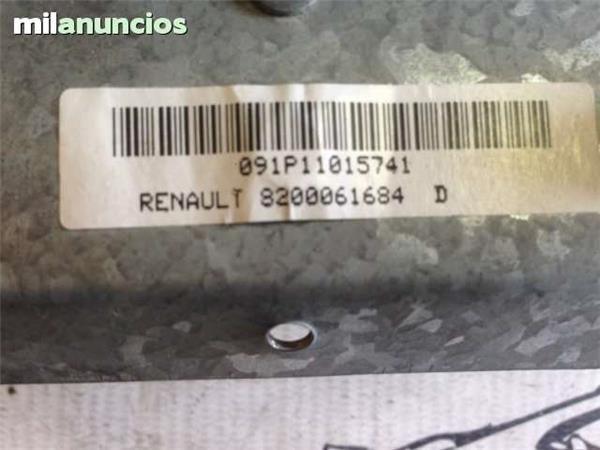 milanuncios
091P11015741
RENAULT 8200061684 D